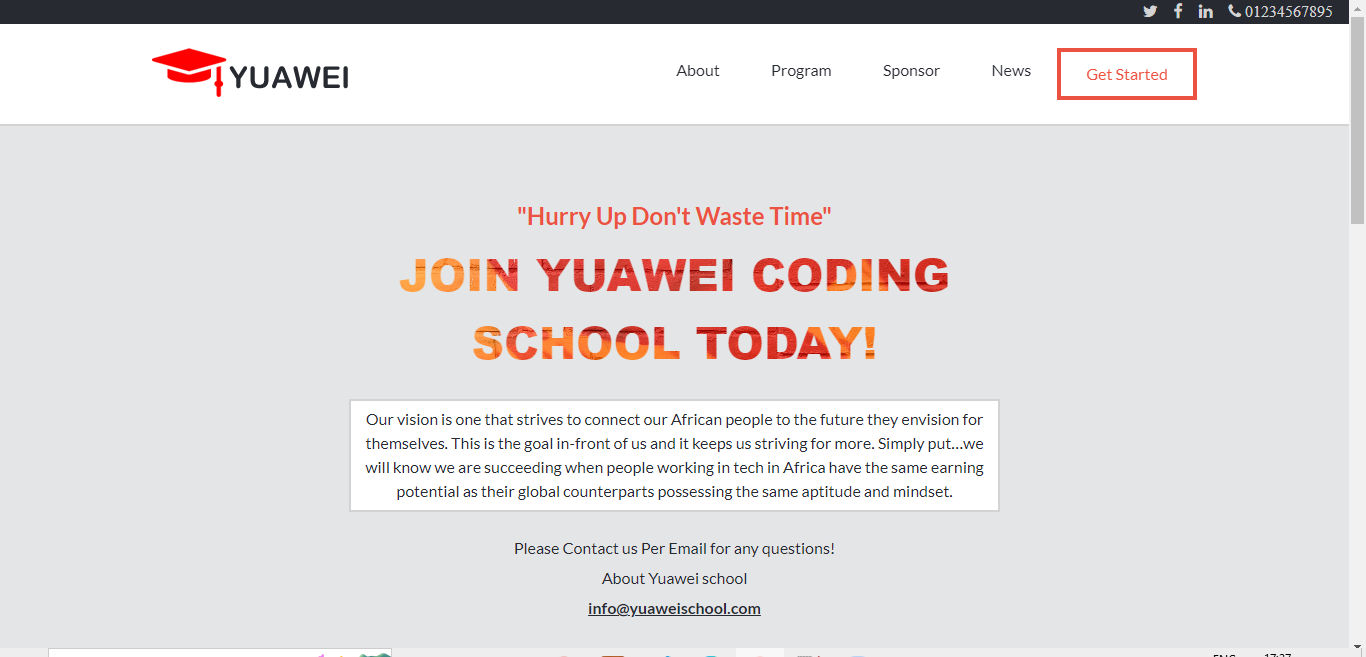 01234567895
YUAWEI
About
Program
Sponsor
News
Get Started
"Hurry Up Don't Waste Time"
JOIN YUAWEI CODING
SCHOOL TODAY!
Our vision is one that strives to connect our African people to the future they envision for
themselves. This is the goal in-front of us and it keeps us striving for more. Simply put...we
will know we are succeeding when people working in tech in Africa have the same earning
potential as their global counterparts possessing the same aptitude and mindset.
Please Contact us Per Email for any questions!
About Yuawei school
info@yuaweischool.com